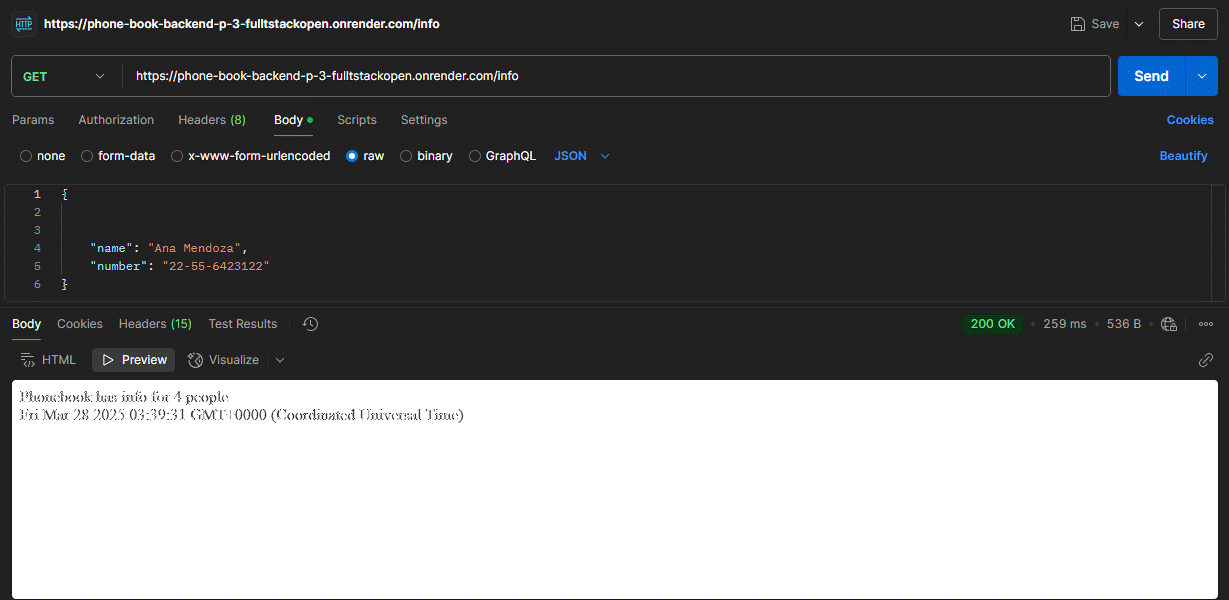 HTTP https://phone-book-backend-p-3-fulltstackopen.onrender.com/info Save Share
GET https://phone-book-backend-p-3-fulltstackopen.onrender.com/info Send
Params Authorization Headers (8) Body Scripts Settings Cookies
none form-data x-www-form-urlencoded raw binary GraphQL JSON Beautify
1 {
2
3
4 "name": "Ana Mendoza",
5 "number": "22-55-6423122"
6 }
Body Cookies Headers (15) Test Results 200 OK 259 ms 536 B
HTML Preview Visualize
Phonebook has info for 4 people
Fri Mar 28 2025 03:39:31 GMT+0000 (Coordinated Universal Time)